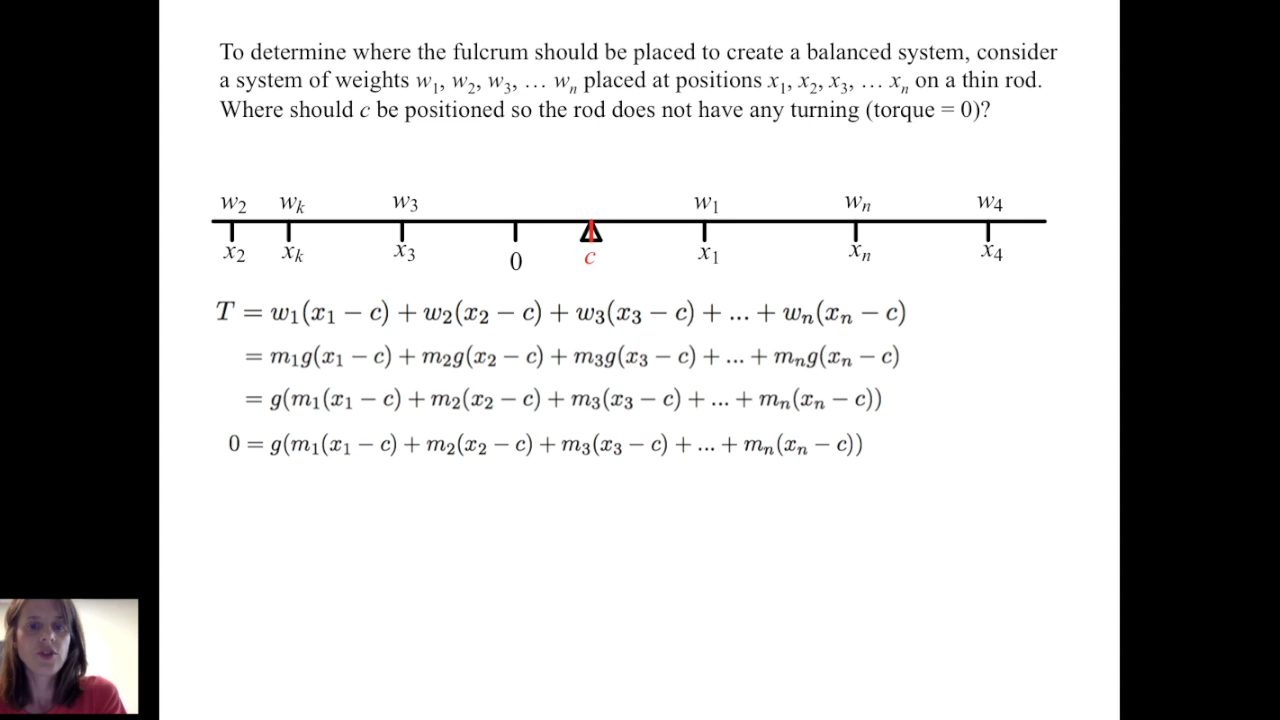 To determine where the fulcrum should be placed to create a balanced system, consider
a system of weights w₁, w₂, w₃, … wₙ placed at positions x₁, x₂, x₃, … xₙ on a thin rod.
Where should c be positioned so the rod does not have any turning (torque = 0)?
w₂ wₖ w₃ w₁ wₙ w₄
x₂ xₖ x₃ 0 c x₁ xₙ x₄
T = w₁(x₁ − c) + w₂(x₂ − c) + w₃(x₃ − c) + ... + wₙ(xₙ − c)
= m₁g(x₁ − c) + m₂g(x₂ − c) + m₃g(x₃ − c) + ... + mₙg(xₙ − c)
= g(m₁(x₁ − c) + m₂(x₂ − c) + m₃(x₃ − c) + ... + mₙ(xₙ − c))
0 = g(m₁(x₁ − c) + m₂(x₂ − c) + m₃(x₃ − c) + ... + mₙ(xₙ − c))